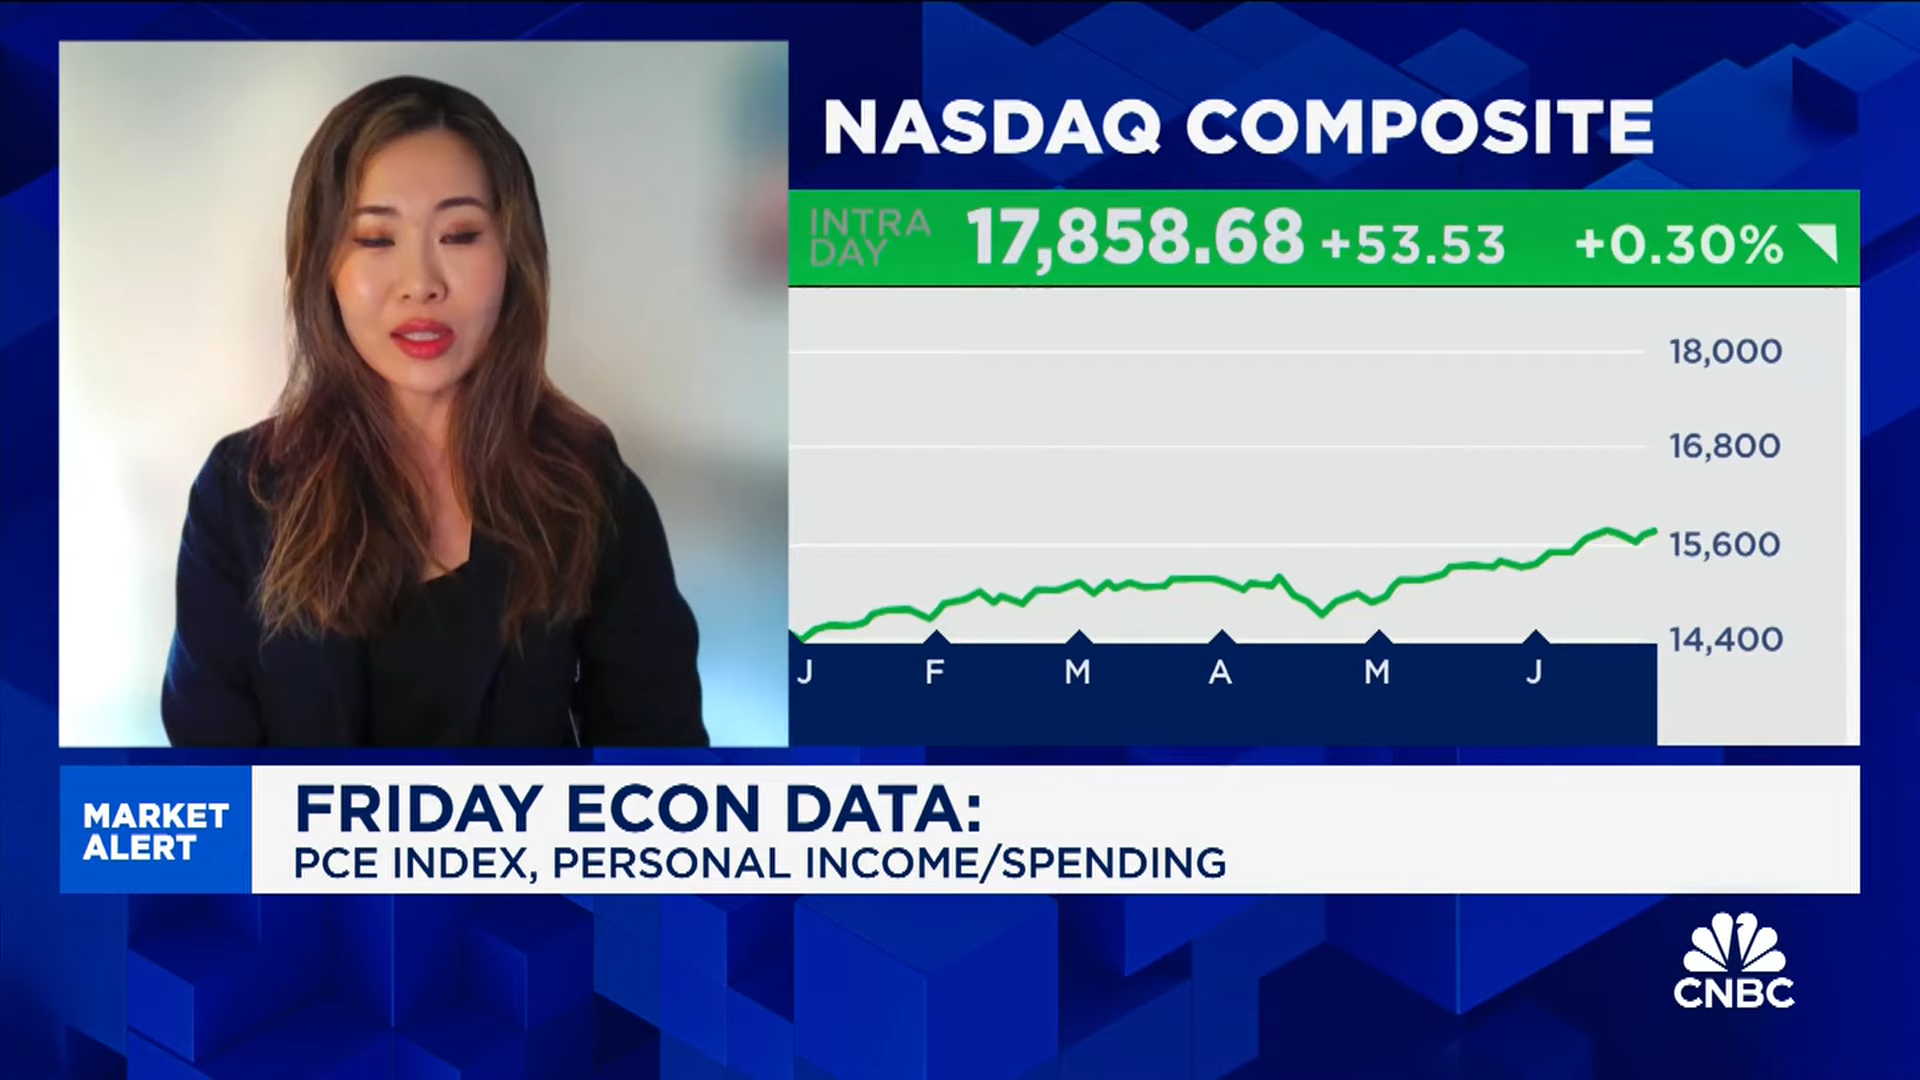 NASDAQ COMPOSITE
INTRA
DAY
17,858.68 +53.53 +0.30%
18,000
16,800
15,600
14,400
J F M A M J
MARKET
ALERT
FRIDAY ECON DATA:
PCE INDEX, PERSONAL INCOME/SPENDING
CNBC